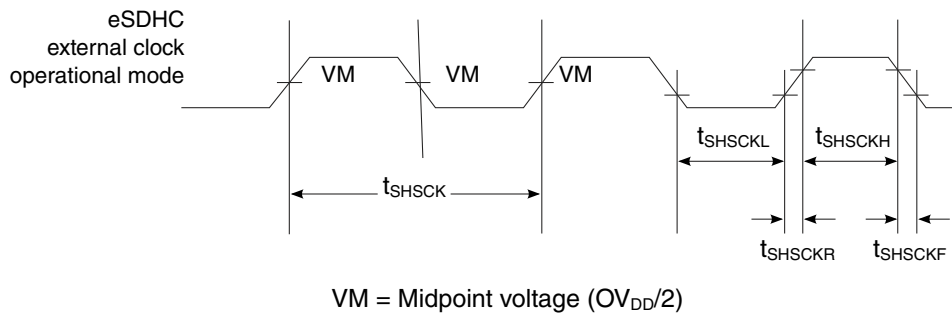 eSDHC
external clock
operational mode
VM
VM
VM
tSHSCKL
tSHSCKH
tSHSCK
tSHSCKR
tSHSCKF
VM = Midpoint voltage (OVDD/2)